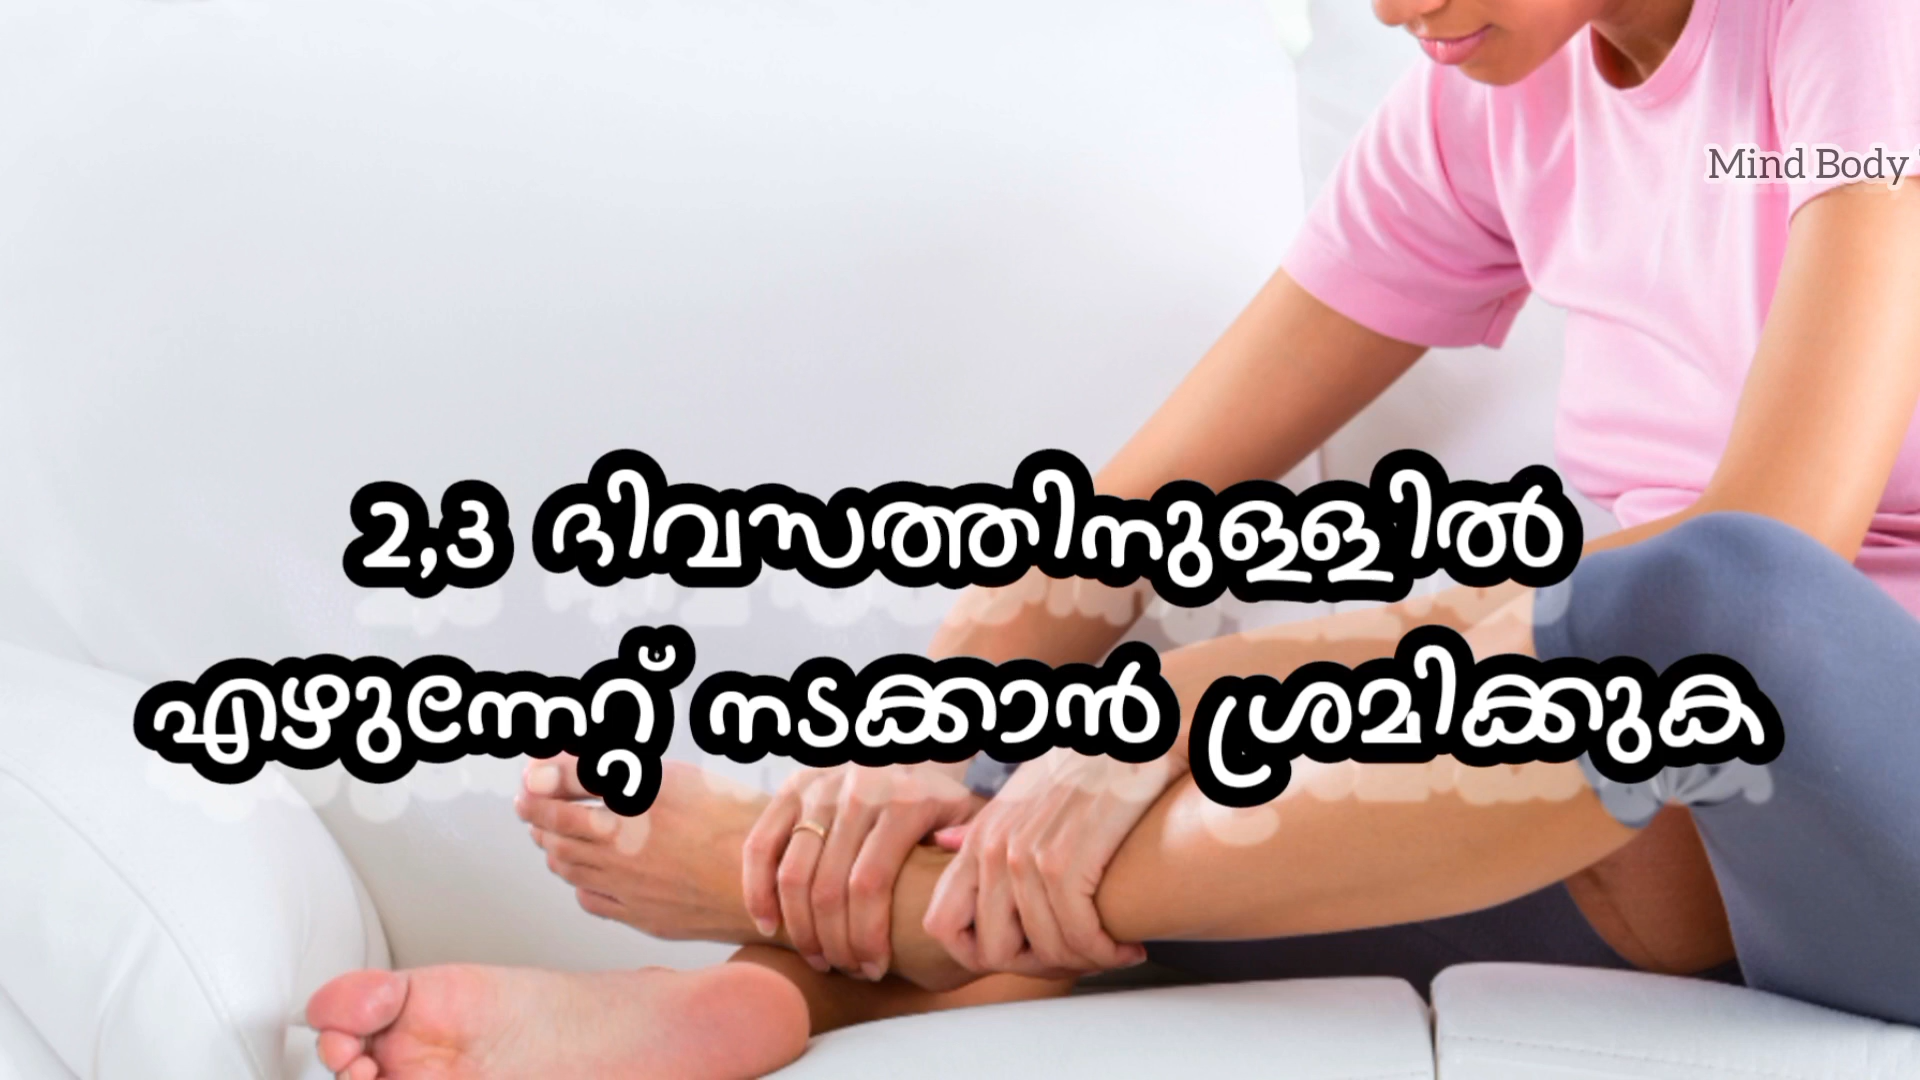 Mind Body
2,3 ദിവസത്തിനുള്ളിൽ
എഴുന്നേറ്റ് നടക്കാൻ ശ്രമിക്കുക